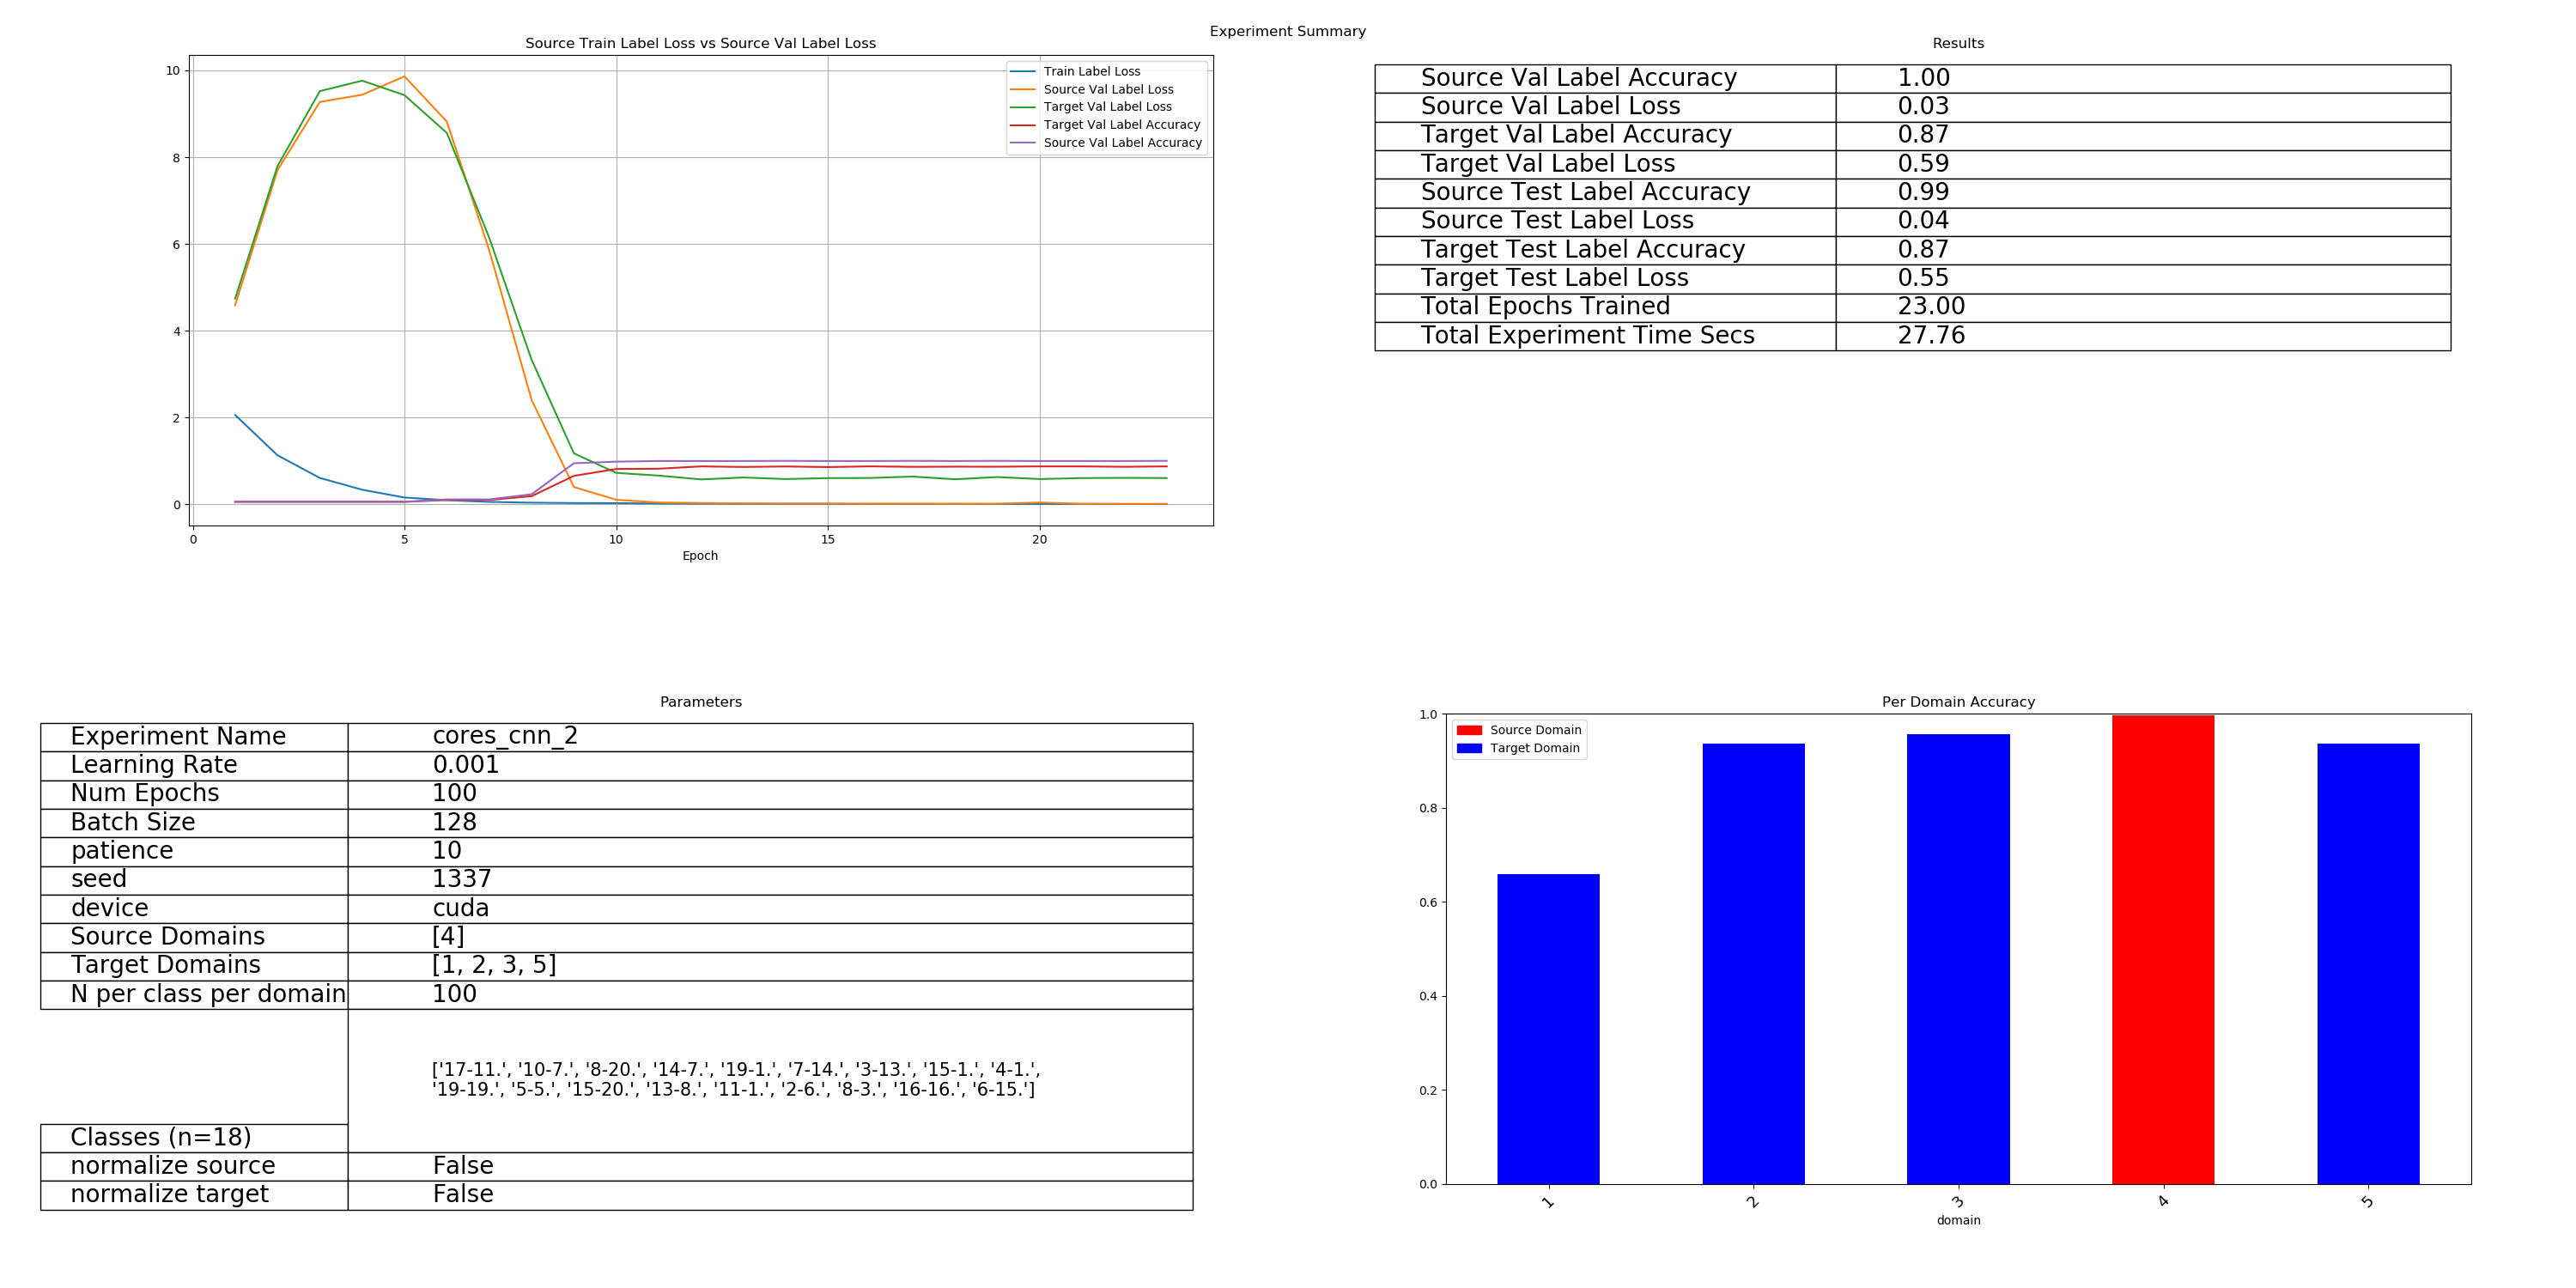 Experiment Summary
Source Train Label Loss vs Source Val Label Loss
10
8
6
4
2
0
0
5
10
15
20
Epoch
Train Label Loss
Source Val Label Loss
Target Val Label Loss
Target Val Label Accuracy
Source Val Label Accuracy
Results
Source Val Label Accuracy 1.00
Source Val Label Loss 0.03
Target Val Label Accuracy 0.87
Target Val Label Loss 0.59
Source Test Label Accuracy 0.99
Source Test Label Loss 0.04
Target Test Label Accuracy 0.87
Target Test Label Loss 0.55
Total Epochs Trained 23.00
Total Experiment Time Secs 27.76
Parameters
Experiment Name cores_cnn_2
Learning Rate 0.001
Num Epochs 100
Batch Size 128
patience 10
seed 1337
device cuda
Source Domains [4]
Target Domains [1, 2, 3, 5]
N per class per domain 100
['17-11.', '10-7.', '8-20.', '14-7.', '19-1.', '7-14.', '3-13.', '15-1.', '4-1.',
'19-19.', '5-5.', '15-20.', '13-8.', '11-1.', '2-6.', '8-3.', '16-16.', '6-15.']
Classes (n=18)
normalize source False
normalize target False
Per Domain Accuracy
1.0
0.8
0.6
0.4
0.2
0.0
Source Domain
Target Domain
1
2
3
4
5
domain